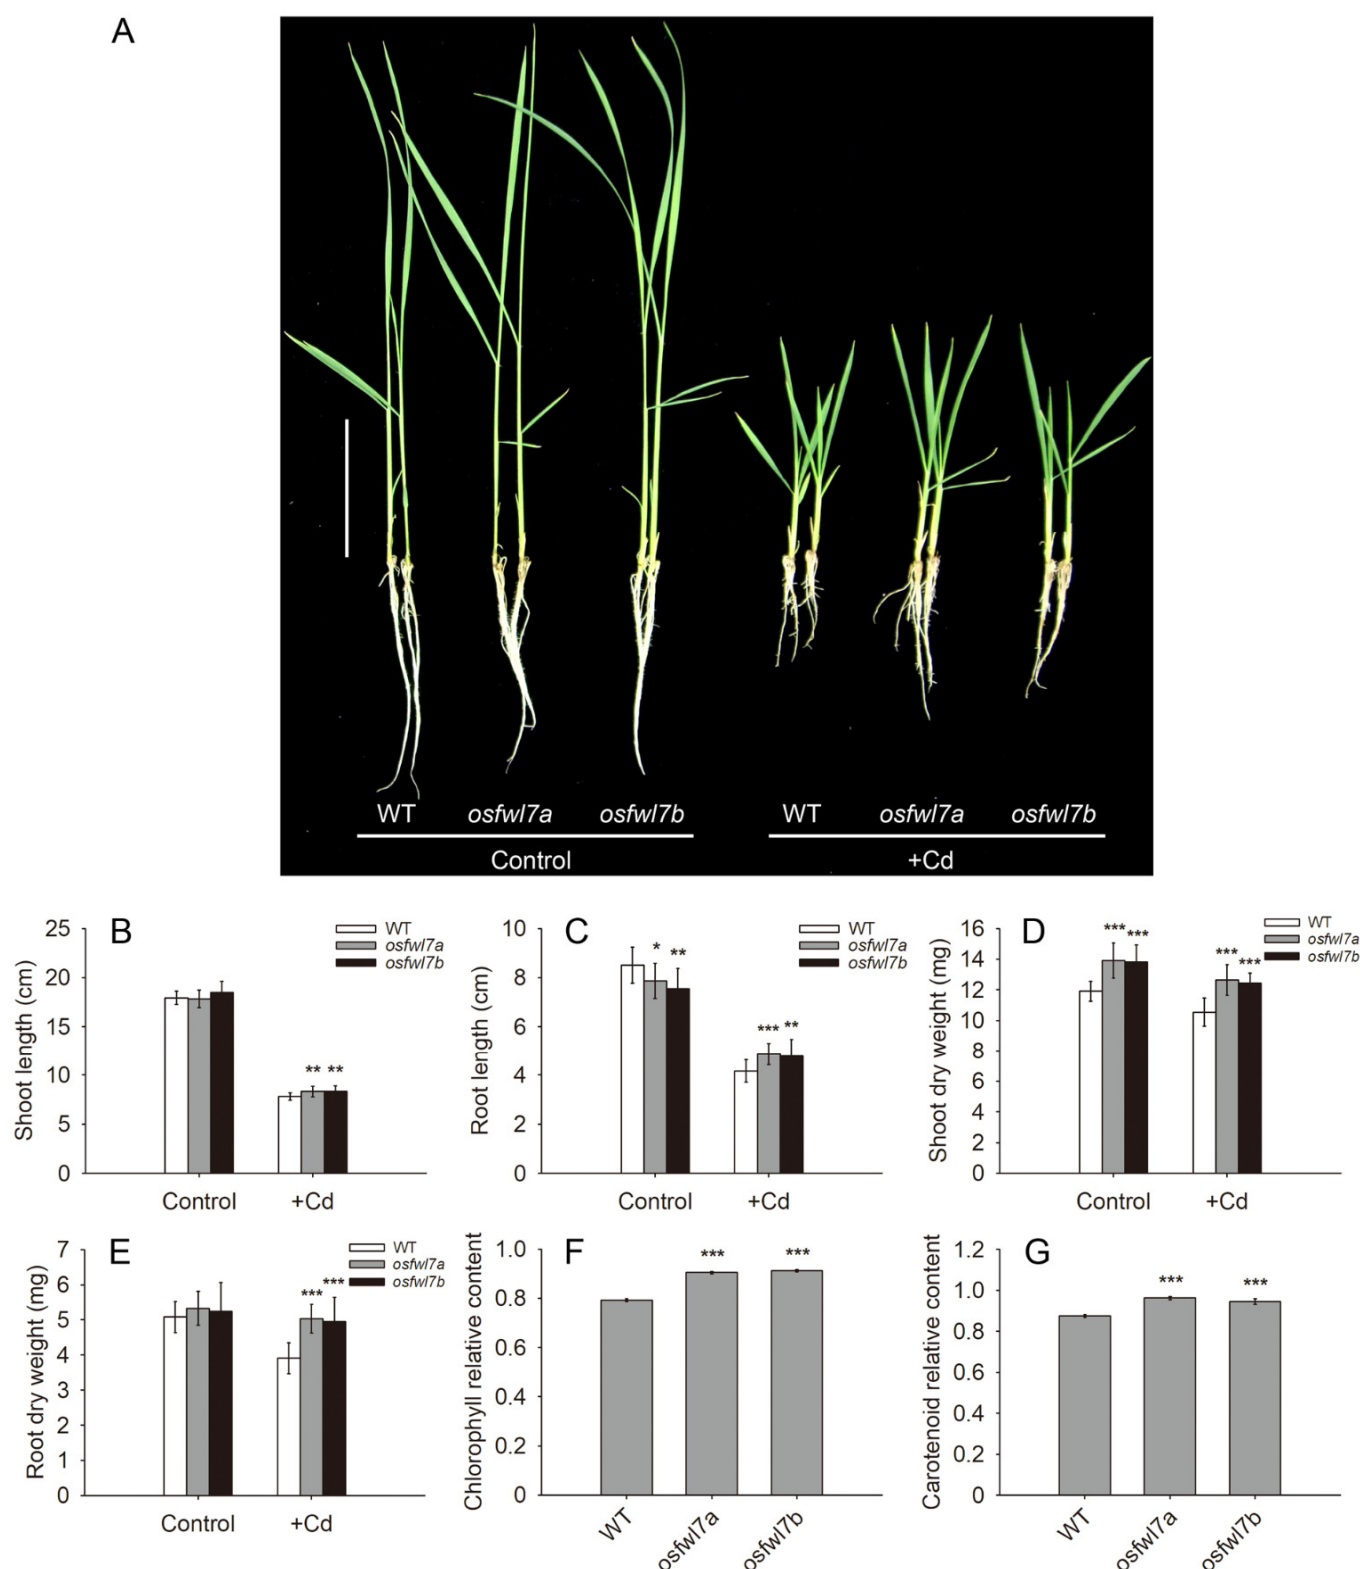 A
WT osfwl7a osfwl7b WT osfwl7a osfwl7b
Control +Cd
B
Shoot length (cm)
25
20
15
10
5
0
WT
osfwl7a
osfwl7b
** **
Control +Cd
C
Root length (cm)
10
8
6
4
2
0
WT
osfwl7a
osfwl7b
* **
*** **
Control +Cd
D
Shoot dry weight (mg)
16
14
12
10
8
6
4
2
0
WT
osfwl7a
osfwl7b
*** ***
*** ***
Control +Cd
E
Root dry weight (mg)
7
6
5
4
3
2
1
0
WT
osfwl7a
osfwl7b
*** ***
Control +Cd
F
Chlorophyll relative content
1.0
0.8
0.6
0.4
0.2
0
*** ***
WT osfwl7a osfwl7b
G
Carotenoid relative content
1.2
1.0
0.8
0.6
0.4
0.2
0
*** ***
WT osfwl7a osfwl7b